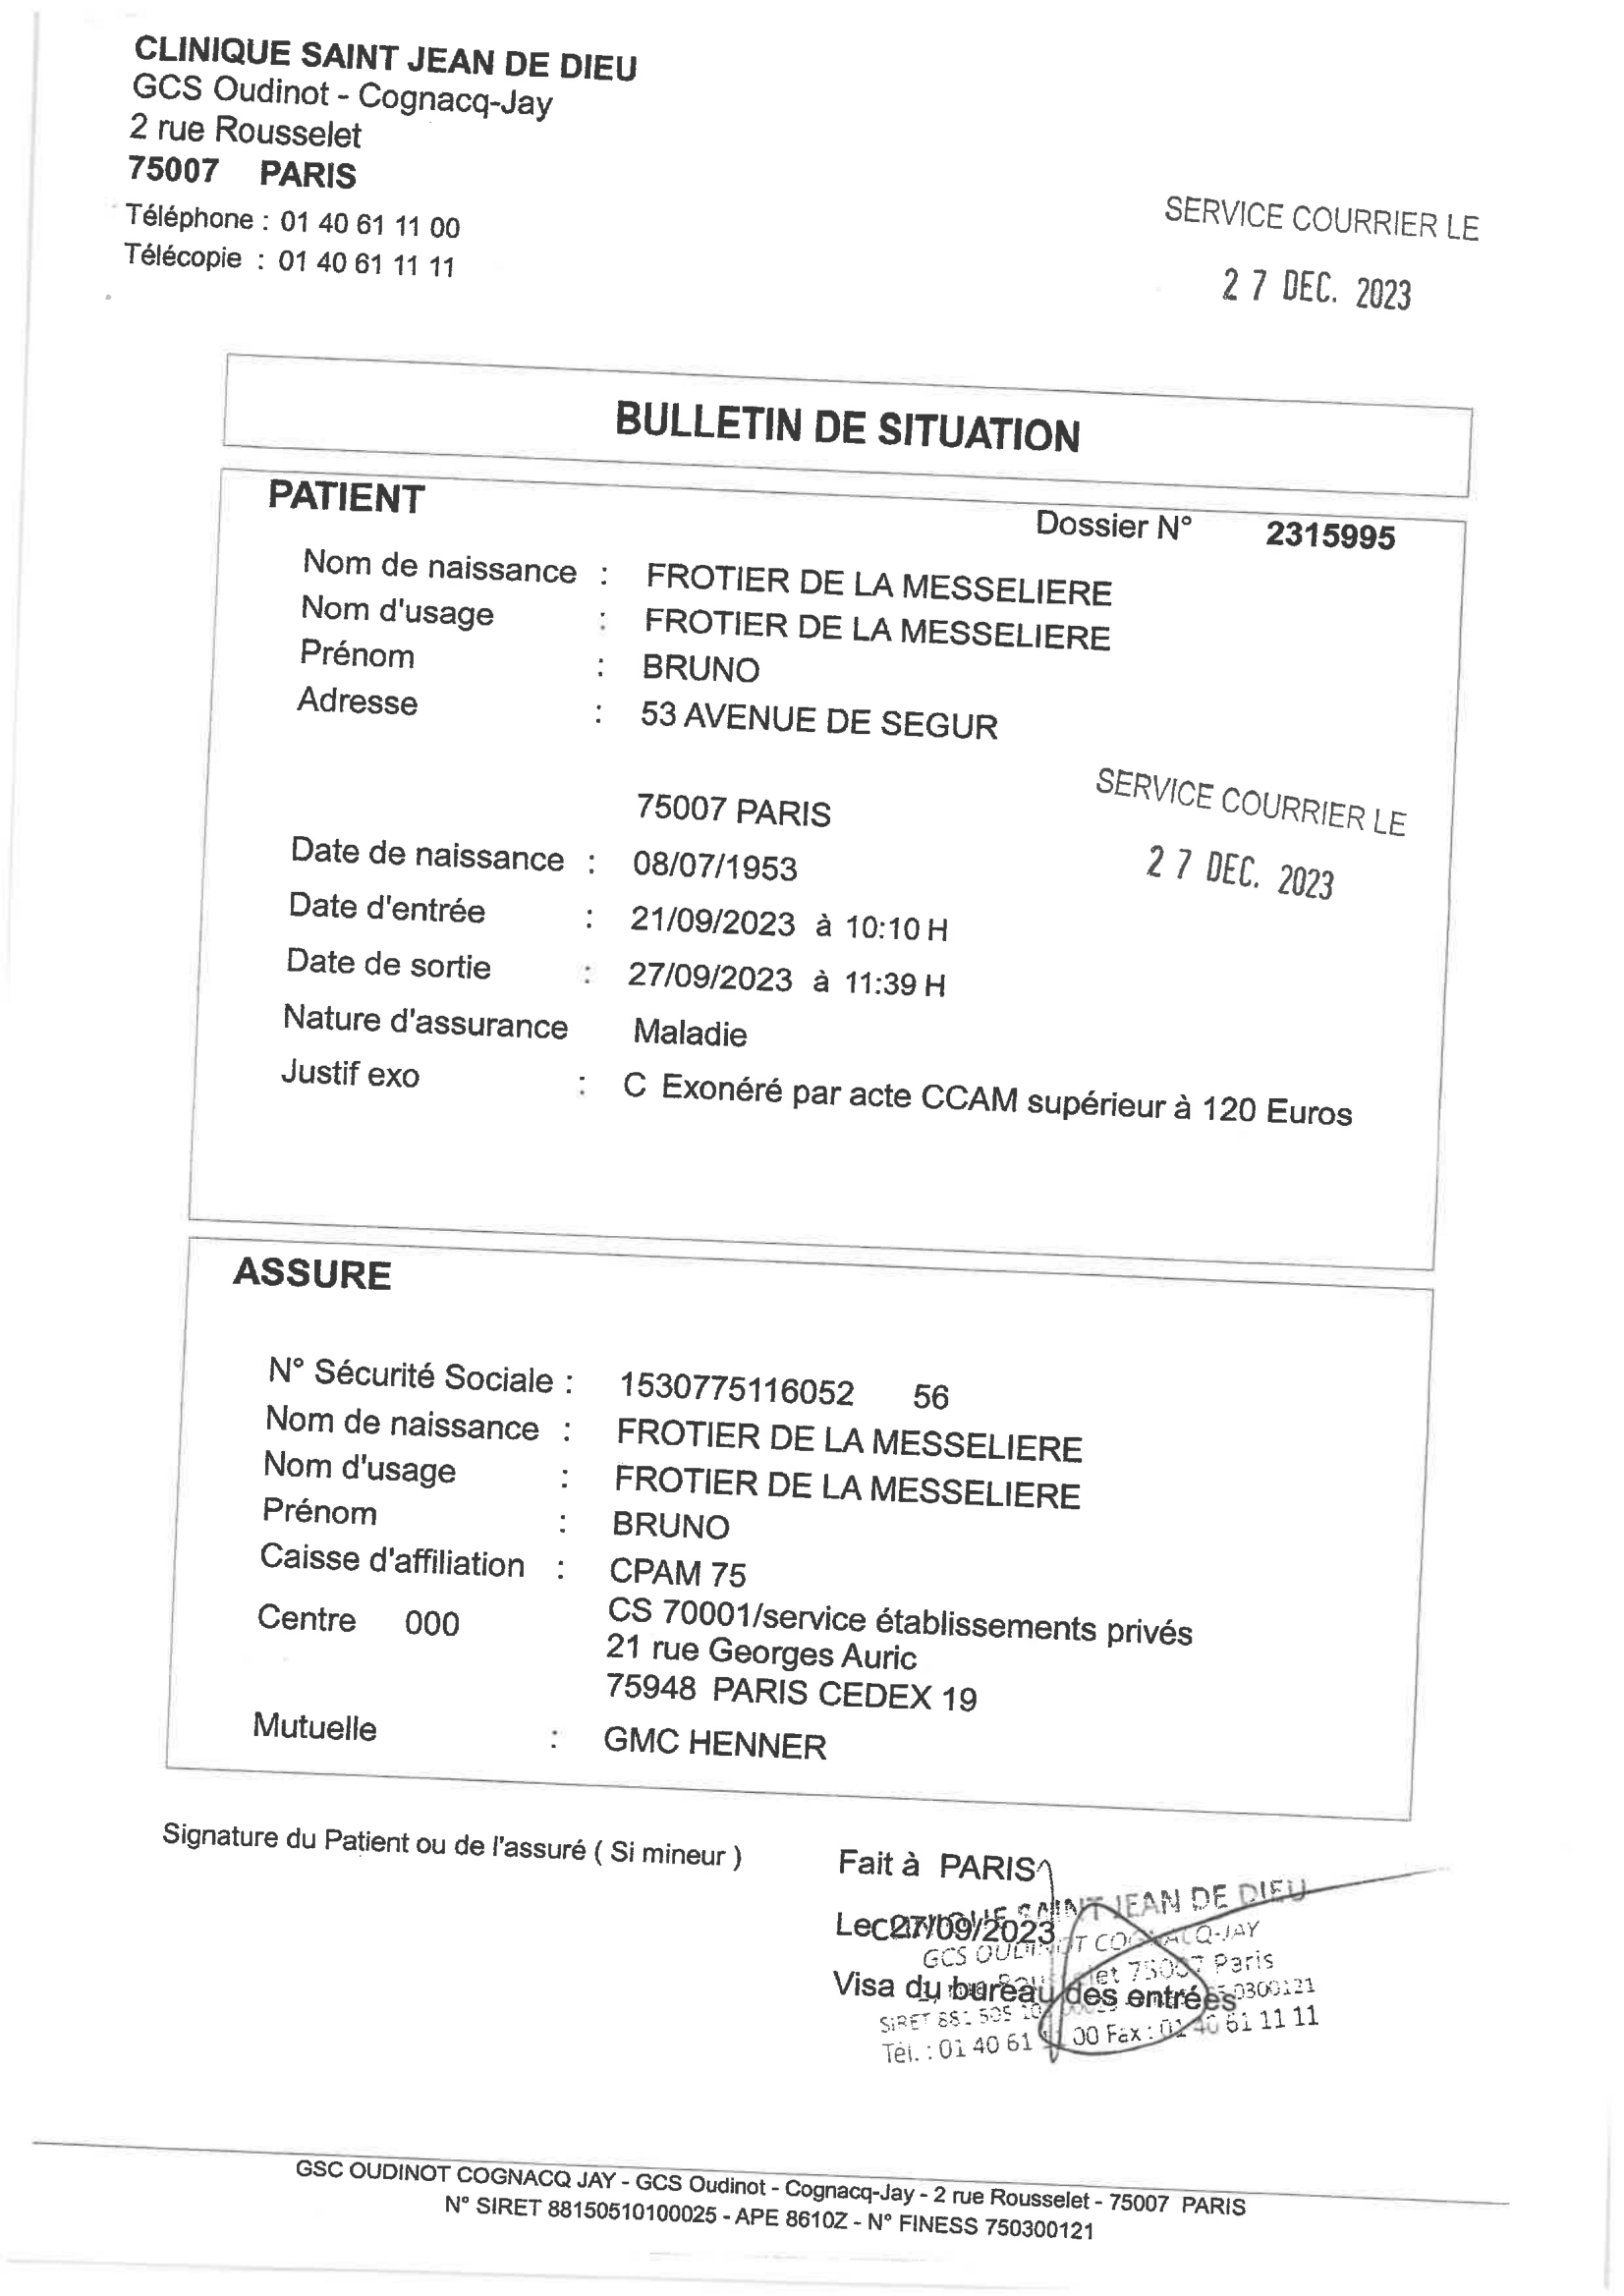 CLINIQUE SAINT JEAN DE DIEU
GCS Oudinot - Cognacq-Jay
2 rue Rousselet
75007 PARIS
Téléphone : 01 40 61 11 00
Télécopie : 01 40 61 11 11
SERVICE COURRIER LE
27 DEC. 2023
BULLETIN DE SITUATION
PATIENT
Dossier N° 2315995
Nom de naissance : FROTIER DE LA MESSELIERE
Nom d'usage : FROTIER DE LA MESSELIERE
Prénom : BRUNO
Adresse : 53 AVENUE DE SEGUR
75007 PARIS
SERVICE COURRIER LE
27 DEC. 2023
Date de naissance : 08/07/1953
Date d'entrée : 21/09/2023 à 10:10 H
Date de sortie : 27/09/2023 à 11:39 H
Nature d'assurance Maladie
Justif exo : C Exonéré par acte CCAM supérieur à 120 Euros
ASSURE
N° Sécurité Sociale : 1530775116052 56
Nom de naissance : FROTIER DE LA MESSELIERE
Nom d'usage : FROTIER DE LA MESSELIERE
Prénom : BRUNO
Caisse d'affiliation : CPAM 75
Centre 000 CS 70001/service établissements privés
21 rue Georges Auric
75948 PARIS CEDEX 19
Mutuelle : GMC HENNER
Signature du Patient ou de l'assuré ( Si mineur )
Fait à PARIS
SAINT JEAN DE DIEU
Le 27/09/2023
GCS OUDINOT COGNACQ-JAY
75007 Paris
Visa du bureau des entrées
SIRET 881 505 0300121
Tél. : 01 40 61 00 Fax : 01 40 61 11 11
GSC OUDINOT COGNACQ JAY - GCS Oudinot - Cognacq-Jay - 2 rue Rousselet - 75007 PARIS
N° SIRET 88150510100025 - APE 8610Z - N° FINESS 750300121